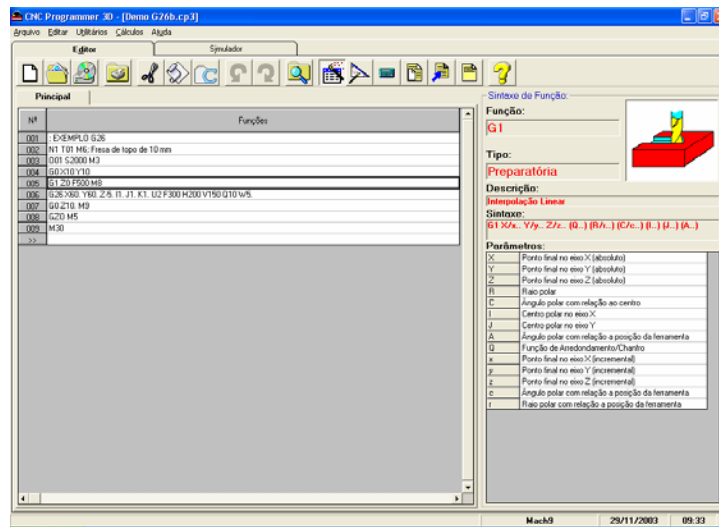 CNC Programmer 3D - [Demo G26b.cp3]
Arquivo Editar Utilitários Cálculos Ajuda
Editor
Simulador
Principal
Nº
Funções
001 ; EXEMPLO G26
002 N1 T01 M6; Fresa de topo de 10 mm
003 O01 S2000 M3
004 G0 X10 Y10
005 G1 Z0 F500 M8
006 G26 X60. Y60. Z-5. I1. J1. K1. U2 F300 H200 V150 Q10 W5.
007 G0 Z10. M9
008 GZ0 M5
009 M30
>>
Sintaxe de Função:
Função:
G1
Tipo:
Preparatória
Descrição:
Interpolação Linear
Sintaxe:
G1 X/x.. Y/y.. Z/z.. (Q..) (R/r..) (C/c..) (I..) (J..) (A..)
Parâmetros:
X Ponto final no eixo X (absoluto)
Y Ponto final no eixo Y (absoluto)
Z Ponto final no eixo Z (absoluto)
R Raio polar
C Ângulo polar com relação ao centro
I Centro polar no eixo X
J Centro polar no eixo Y
A Ângulo polar com relação a posição da ferramenta
Q Função de Arredondamento/Chanfro
x Ponto final no eixo X (incremental)
y Ponto final no eixo Y (incremental)
z Ponto final no eixo Z (incremental)
c Ângulo polar com relação a posição da ferramenta
r Raio polar com relação a posição da ferramenta
Mach9
29/11/2003
09:33